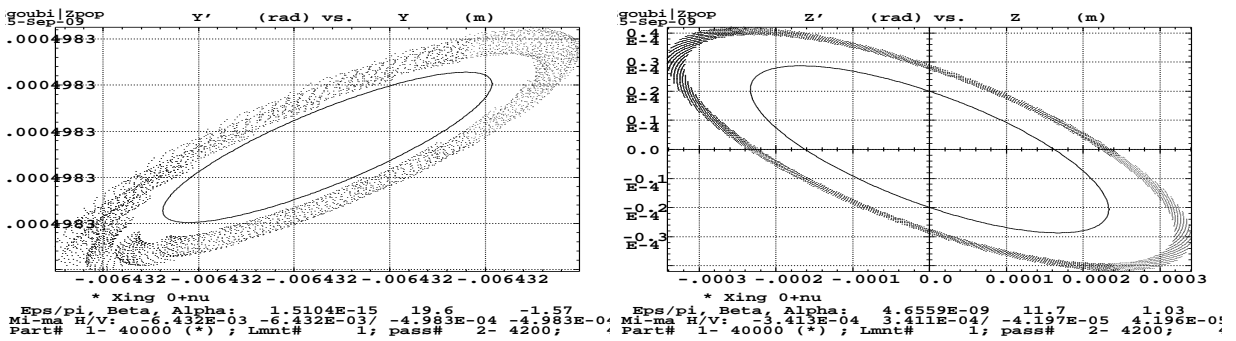 goubi|Zpop
5-Sep-09
Y' (rad) vs. Y (m)
.0004983
.0004983
.0004983
.0004983
.0004983
-.006432 -.006432 -.006432 -.006432 -.006432
* Xing 0+nu
Eps/pi, Beta, Alpha: 1.5104E-15 19.6 -1.57
Mi-ma H/V: -6.432E-03 -6.432E-03/ -4.983E-04 -4.983E-04
Part# 1- 40000 (*) ; Lmnt# 1; pass# 2- 4200;
goubi|Zpop
5-Sep-09
Z' (rad) vs. Z (m)
0.4
E-4
0.3
E-4
0.2
E-4
0.1
E-4
0.0
-0.1
E-4
-0.2
E-4
-0.3
E-4
-0.0003 -0.0002 -0.0001 0.0 0.0001 0.0002 0.0003
* Xing 0+nu
Eps/pi, Beta, Alpha: 4.6559E-09 11.7 1.03
Mi-ma H/V: -3.413E-04 3.411E-04/ -4.197E-05 4.196E-05
Part# 1- 40000 (*) ; Lmnt# 1; pass# 2- 4200;